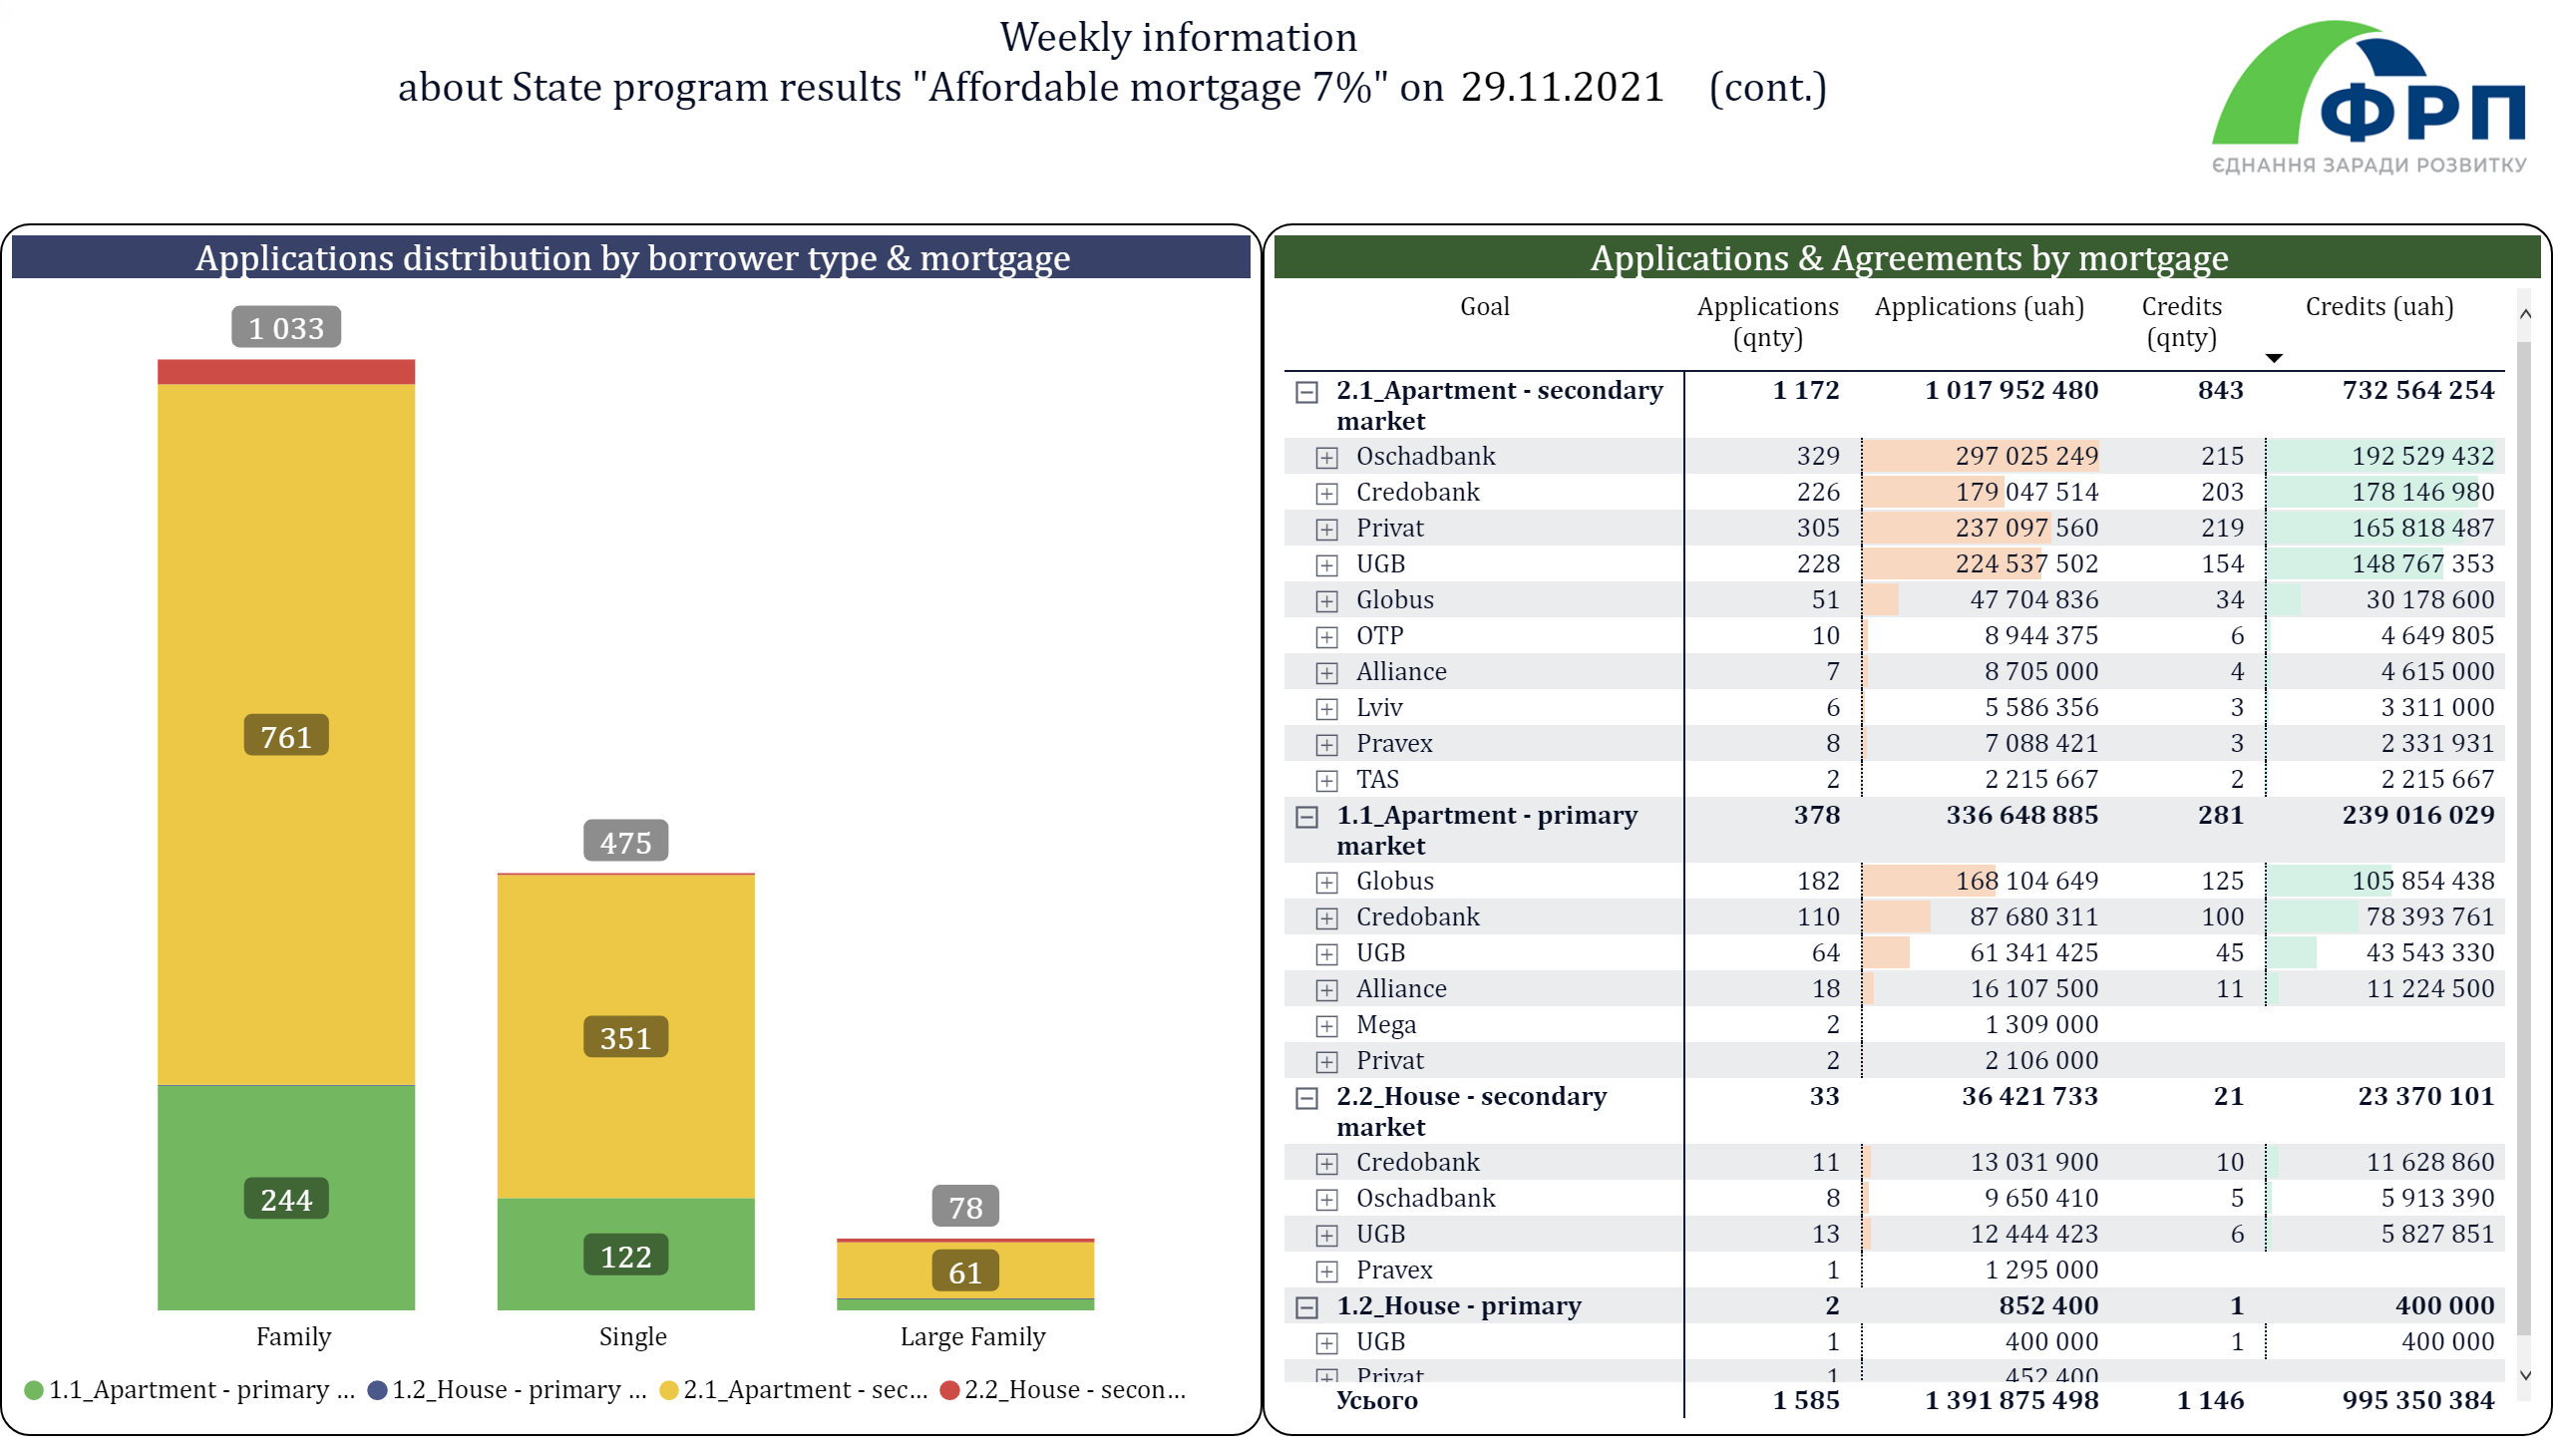 Weekly information
about State program results "Affordable mortgage 7%" on 29.11.2021 (cont.)
ФРП
ЄДНАННЯ ЗАРАДИ РОЗВИТКУ
Applications distribution by borrower type & mortgage
1 033
761
244
475
351
122
78
61
Family Single Large Family
1.1_Apartment - primary ... 1.2_House - primary ... 2.1_Apartment - sec... 2.2_House - secon...
Applications & Agreements by mortgage
Goal Applications Applications (uah) Credits Credits (uah)
(qnty) (qnty)
2.1_Apartment - secondary 1 172 1 017 952 480 843 732 564 254
market
Oschadbank 329 297 025 249 215 192 529 432
Credobank 226 179 047 514 203 178 146 980
Privat 305 237 097 560 219 165 818 487
UGB 228 224 537 502 154 148 767 353
Globus 51 47 704 836 34 30 178 600
OTP 10 8 944 375 6 4 649 805
Alliance 7 8 705 000 4 4 615 000
Lviv 6 5 586 356 3 3 311 000
Pravex 8 7 088 421 3 2 331 931
TAS 2 2 215 667 2 2 215 667
1.1_Apartment - primary 378 336 648 885 281 239 016 029
market
Globus 182 168 104 649 125 105 854 438
Credobank 110 87 680 311 100 78 393 761
UGB 64 61 341 425 45 43 543 330
Alliance 18 16 107 500 11 11 224 500
Mega 2 1 309 000
Privat 2 2 106 000
2.2_House - secondary 33 36 421 733 21 23 370 101
market
Credobank 11 13 031 900 10 11 628 860
Oschadbank 8 9 650 410 5 5 913 390
UGB 13 12 444 423 6 5 827 851
Pravex 1 1 295 000
1.2_House - primary 2 852 400 1 400 000
UGB 1 400 000 1 400 000
Privat 1 452 400
Усього 1 585 1 391 875 498 1 146 995 350 384